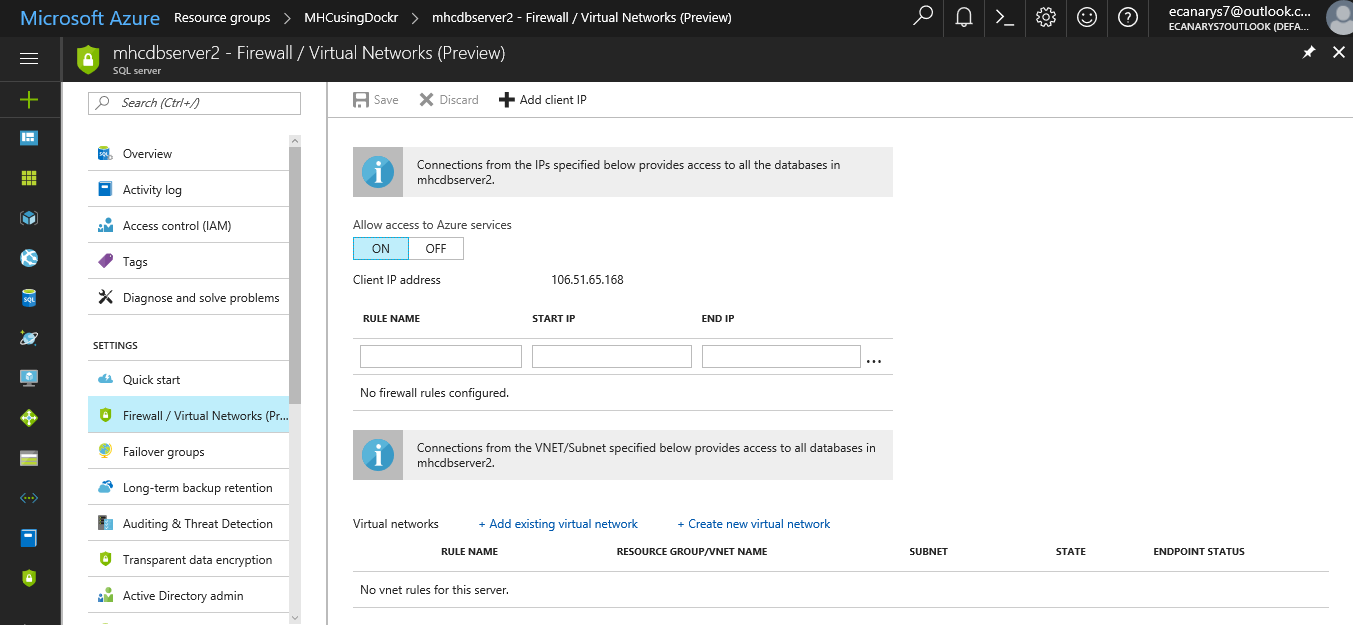 Microsoft Azure Resource groups > MHCusingDockr > mhcdbserver2 - Firewall / Virtual Networks (Preview)
ecanarys7@outlook.c...
ECANARYS7OUTLOOK (DEFA...
mhcdbserver2 - Firewall / Virtual Networks (Preview)
SQL server
Search (Ctrl+/)
Overview
Activity log
Access control (IAM)
Tags
Diagnose and solve problems
SETTINGS
Quick start
Firewall / Virtual Networks (Pr...
Failover groups
Long-term backup retention
Auditing & Threat Detection
Transparent data encryption
Active Directory admin
Save Discard Add client IP
Connections from the IPs specified below provides access to all the databases in
mhcdbserver2.
Allow access to Azure services
ON OFF
Client IP address 106.51.65.168
RULE NAME START IP END IP
...
No firewall rules configured.
Connections from the VNET/Subnet specified below provides access to all databases in
mhcdbserver2.
Virtual networks + Add existing virtual network + Create new virtual network
RULE NAME RESOURCE GROUP/VNET NAME SUBNET STATE ENDPOINT STATUS
No vnet rules for this server.